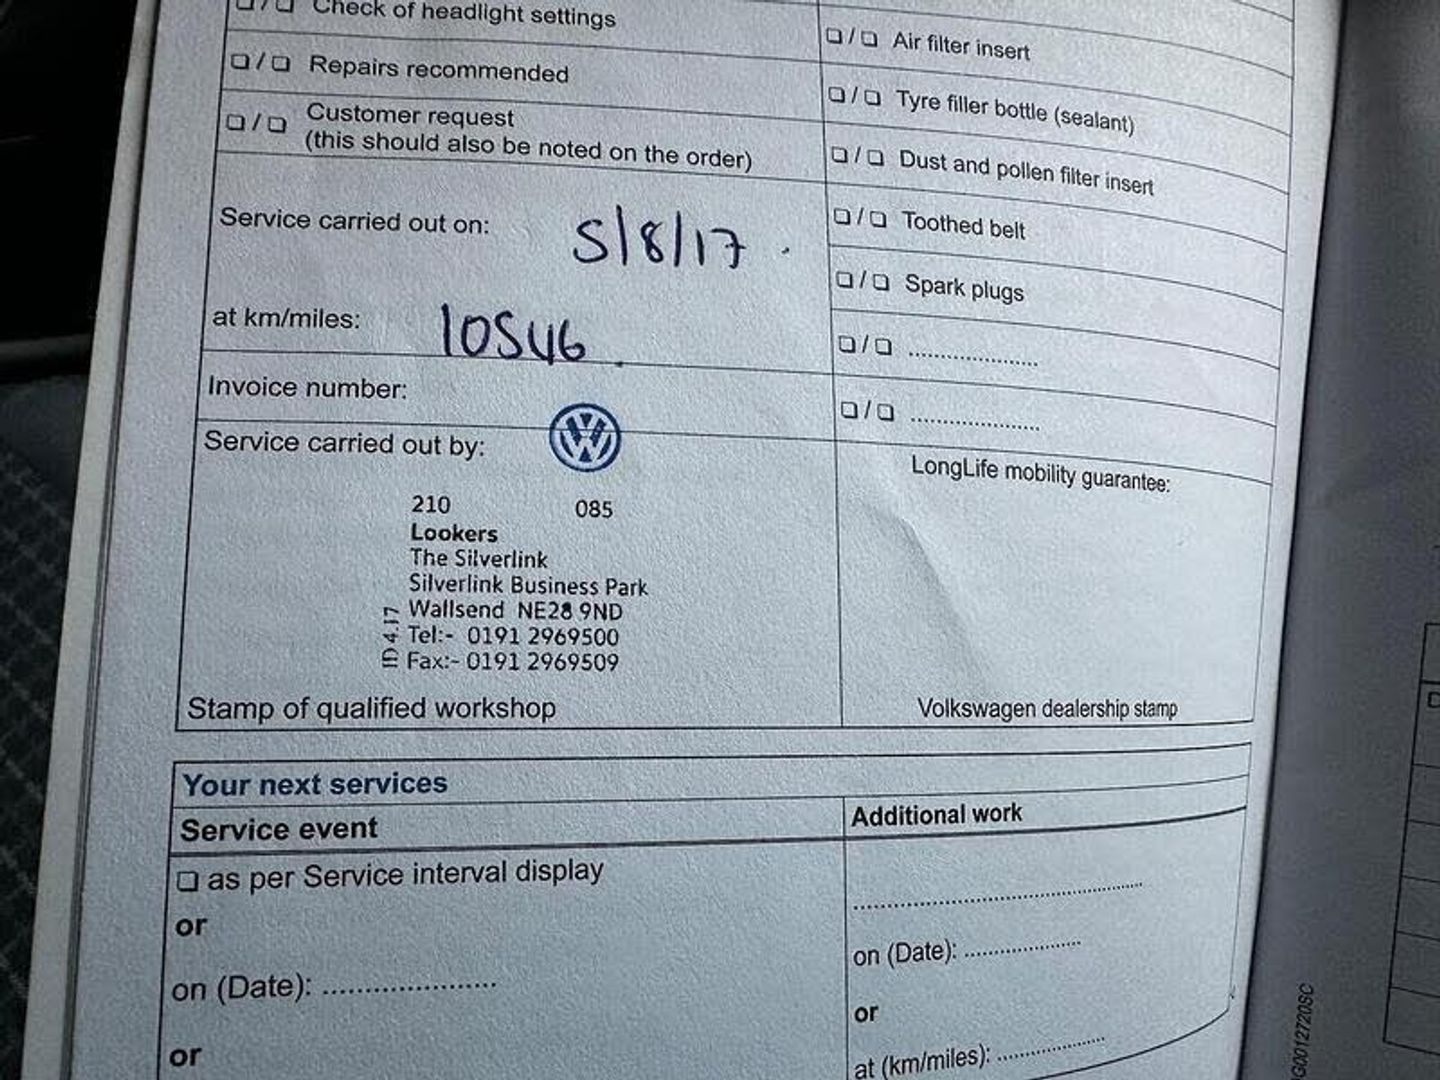 ❏/❏ Check of headlight settings
❏/❏ Repairs recommended
❏/❏ Customer request
(this should also be noted on the order)
Service carried out on: 5/8/17
at km/miles: 10546
Invoice number:
Service carried out by:
210 085
Lookers
The Silverlink
Silverlink Business Park
Wallsend NE28 9ND
Tel:- 0191 2969500
Fax:- 0191 2969509
ID 4.17
Stamp of qualified workshop
❏/❏ Air filter insert
❏/❏ Tyre filler bottle (sealant)
❏/❏ Dust and pollen filter insert
❏/❏ Toothed belt
❏/❏ Spark plugs
❏/❏ ......................
❏/❏ ......................
LongLife mobility guarantee:
Volkswagen dealership stamp
Your next services
Service event
❏ as per Service interval display
or
on (Date): ......................
or
Additional work
................................................
on (Date): ....................
or
at (km/miles): ...................
G0012720SC